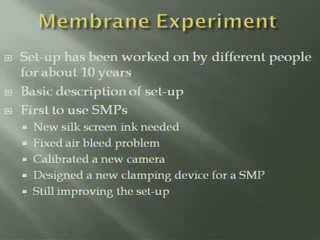 Membrane Experiment
Set-up has been worked on by different people
for about 10 years
Basic description of set-up
First to use SMPs
New silk screen ink needed
Fixed air bleed problem
Calibrated a new camera
Designed a new clamping device for a SMP
Still improving the set-up